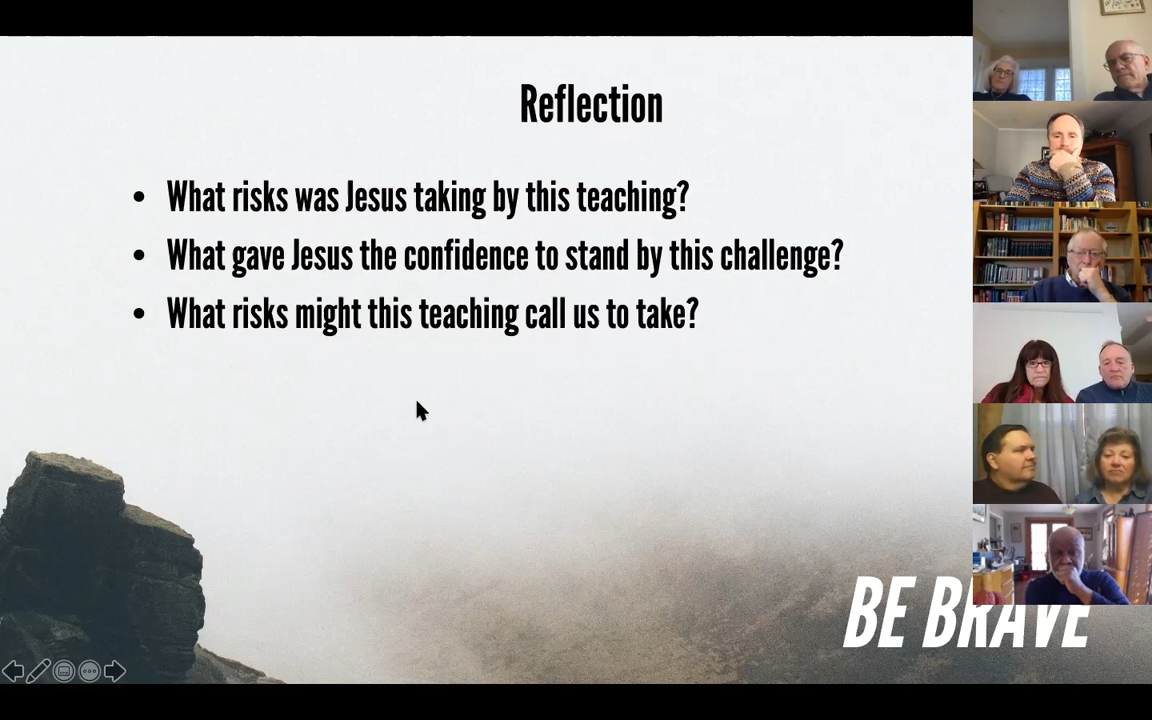 Reflection
• What risks was Jesus taking by this teaching?
• What gave Jesus the confidence to stand by this challenge?
• What risks might this teaching call us to take?
BE BRAVE